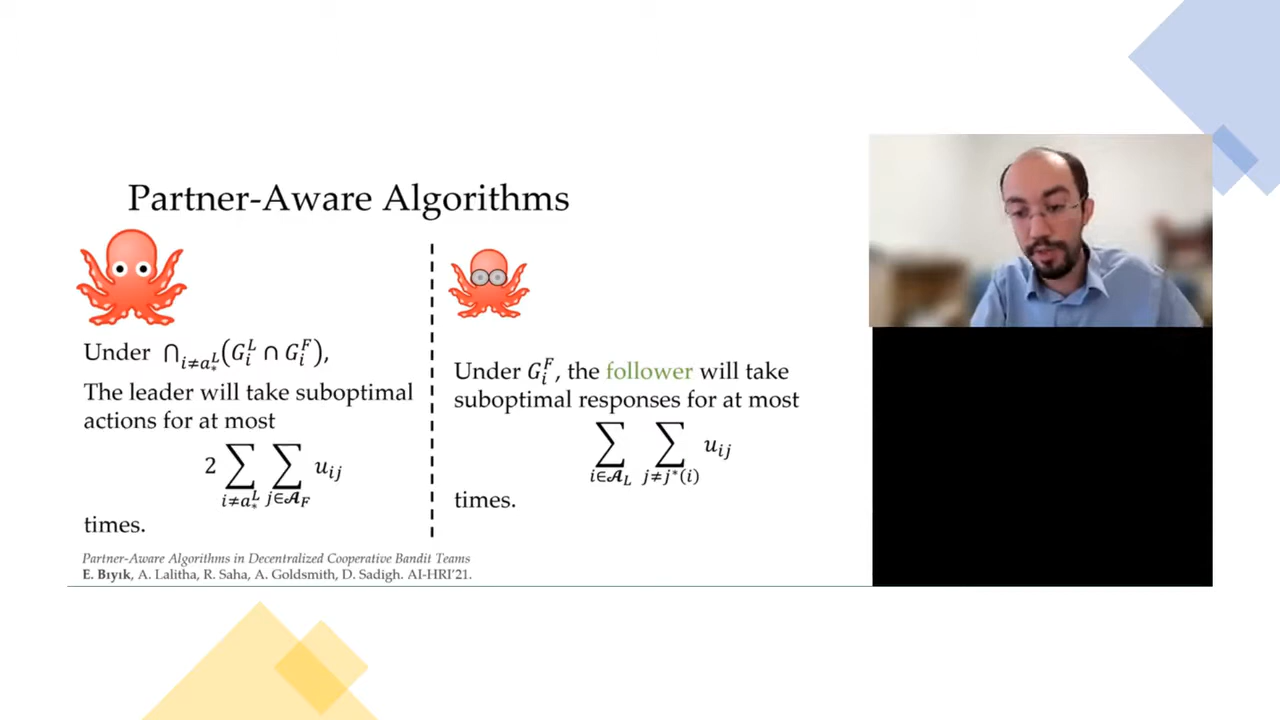 Partner-Aware Algorithms
Under ⋂_{i≠a_*^L}(G_i^L ∩ G_i^F),
The leader will take suboptimal
actions for at most
2 ∑_{i≠a_*^L} ∑_{j∈𝒜_F} u_{ij}
times.
Under G_i^F, the follower will take
suboptimal responses for at most
∑_{i∈𝒜_L} ∑_{j≠j*(i)} u_{ij}
times.
Partner-Aware Algorithms in Decentralized Cooperative Bandit Teams
E. Bıyık, A. Lalitha, R. Saha, A. Goldsmith, D. Sadigh. AI-HRI'21.